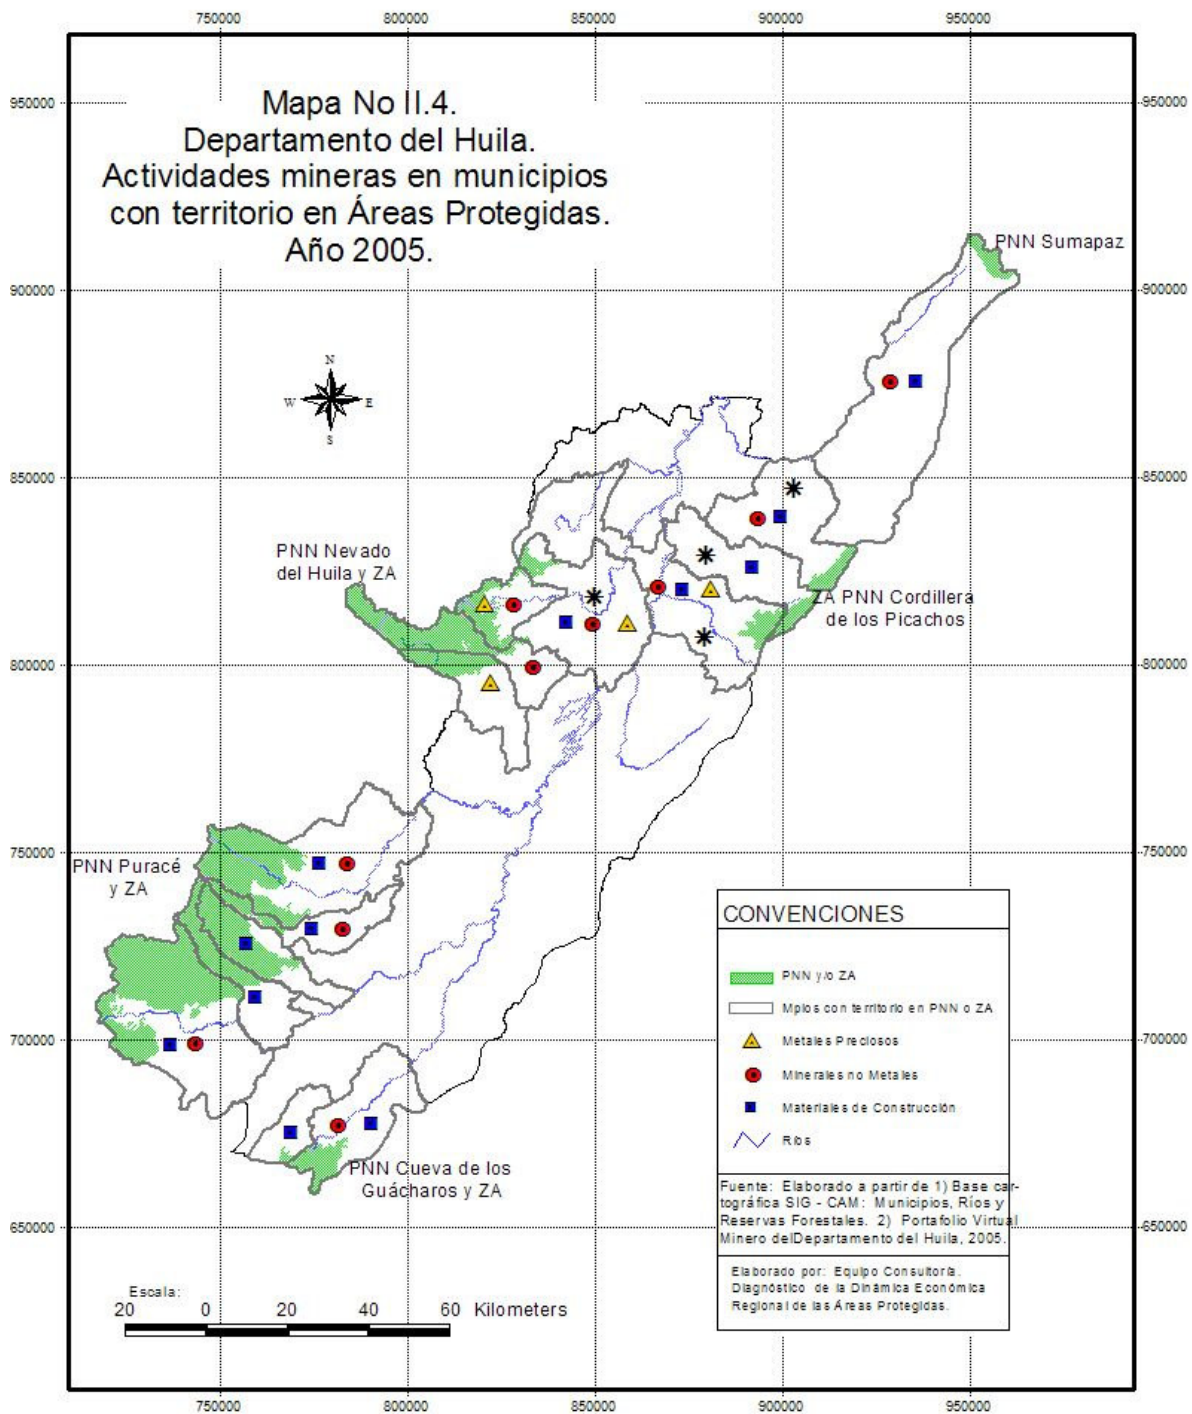 750000 800000 850000 900000 950000
950000 950000
Mapa No II.4.
Departamento del Huila.
Actividades mineras en municipios
con territorio en Áreas Protegidas.
Año 2005.
PNN Sumapaz
900000 900000
N
W E
S
850000 850000
PNN Nevado
del Huila y ZA
ZA PNN Cordillera
de los Picachos
800000 800000
750000 750000
PNN Puracé
y ZA
700000 700000
PNN Cueva de los
Guácharos y ZA
650000 650000
CONVENCIONES
PNN y/o ZA
Mpios con territorio en PNN o ZA
Metales Preciosos
Minerales no Metales
Materiales de Construcción
Ríos
Fuente: Elaborado a partir de 1) Base car-
tográfica SIG - CAM: Municipios, Ríos y
Reservas Forestales. 2) Portafolio Virtual
Minero delDepartamento del Huila, 2005.
Elaborado por: Equipo Consultoría.
Diagnóstico de la Dinámica Económica
Regional de las Áreas Protegidas.
Escala:
20 0 20 40 60 Kilometers
750000 800000 850000 900000 950000